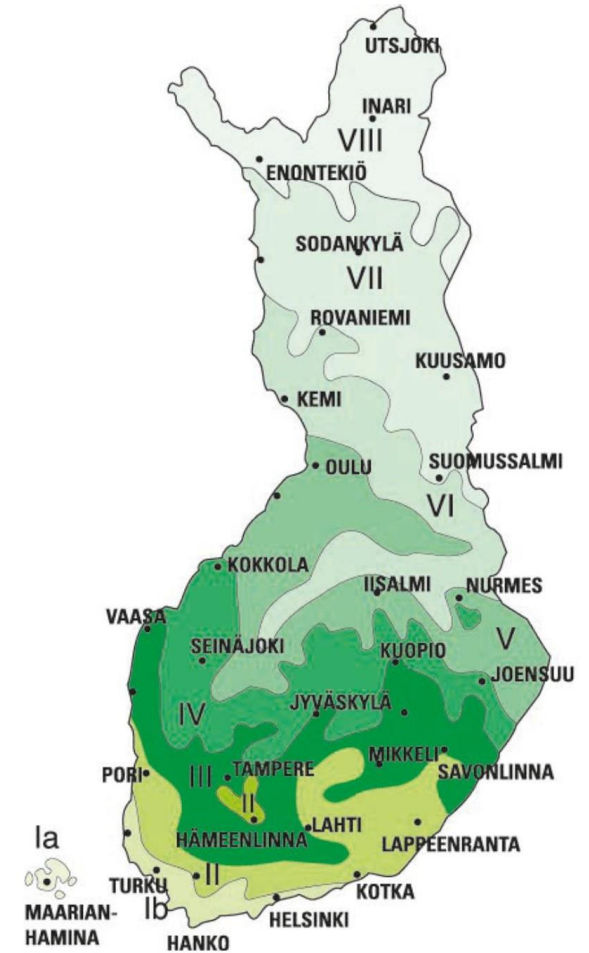 UTSJOKI
INARI
VIII
ENONTEKIÖ
SODANKYLÄ
VII
ROVANIEMI
KUUSAMO
KEMI
SUOMUSSALMI
OULU
VI
KOKKOLA
IISALMI
NURMES
VAASA
SEINÄJOKI
KUOPIO
V
JOENSUU
JYVÄSKYLÄ
IV
MIKKELI
PORI
III
TAMPERE
SAVONLINNA
II
HÄMEENLINNA
LAHTI
LAPPEENRANTA
Ia
II
TURKU
KOTKA
Ib
MAARIAN-
HAMINA
HELSINKI
HANKO